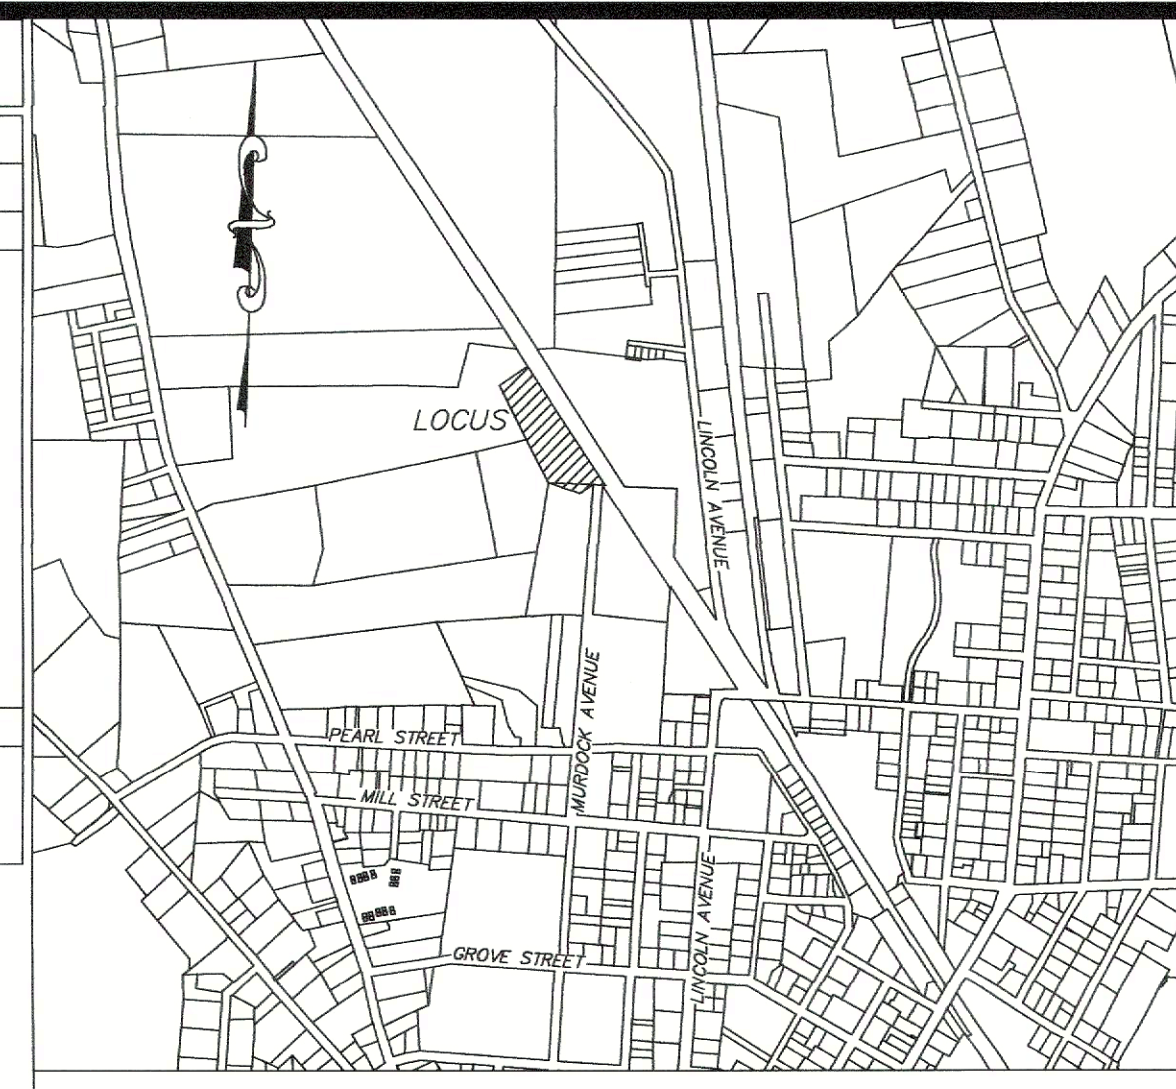 LOCUS
LINCOLN AVENUE
MURDOCK AVENUE
PEARL STREET
MILL STREET
LINCOLN AVENUE
GROVE STREET